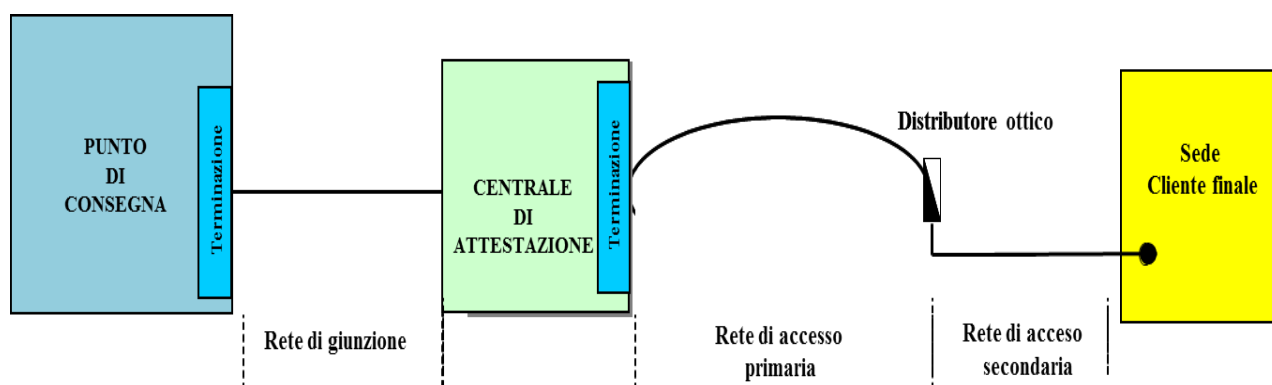 PUNTO
DI
CONSEGNA
Terminazione
Rete di giunzione
CENTRALE
DI
ATTESTAZIONE
Terminazione
Rete di accesso
primaria
Distributore ottico
Rete di acceso
secondaria
Sede
Cliente finale